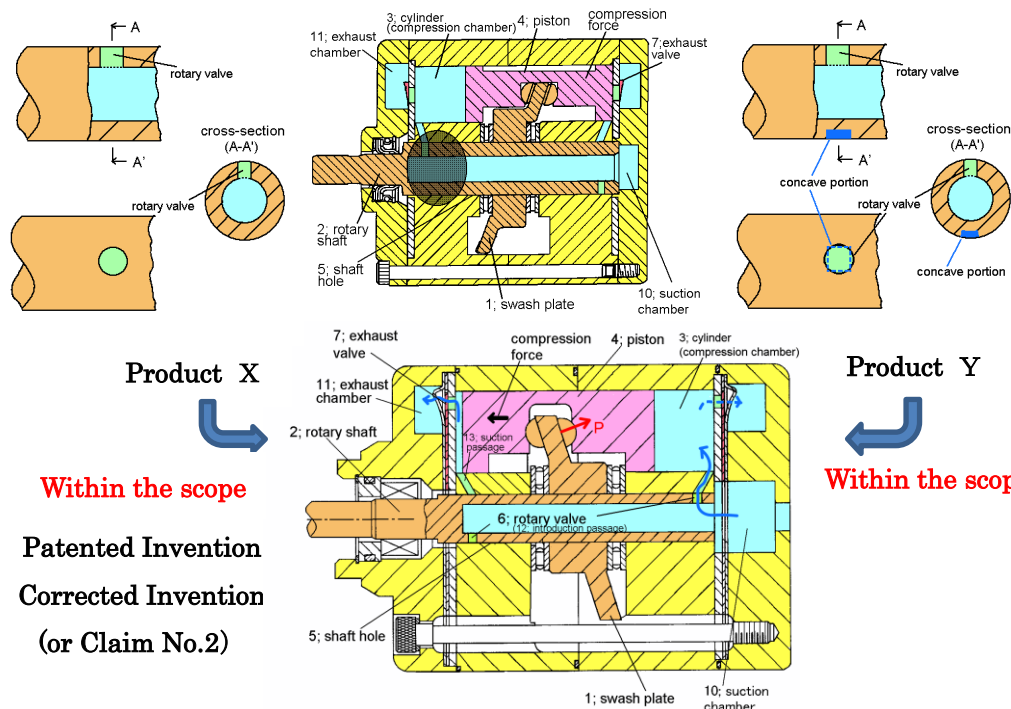 A
rotary valve
cross-section
(A-A')
A'
rotary valve
3; cylinder
(compression chamber)
11; exhaust
chamber
4; piston
compression
force
7;exhaust
valve
2; rotary
shaft
5; shaft
hole
1; swash plate
10; suction
chamber
A
rotary valve
cross-section
(A-A')
A'
concave portion
rotary valve
concave portion
Product X
Within the scope
Patented Invention
Corrected Invention
(or Claim No.2)
7; exhaust
valve
11; exhaust
chamber
2; rotary shaft
compression
force
4; piston
3; cylinder
(compression chamber)
P
13; suction
passage
6; rotary valve
(12; introduction passage)
5; shaft hole
1; swash plate
10; suction
chamber
Product Y
Within the scop